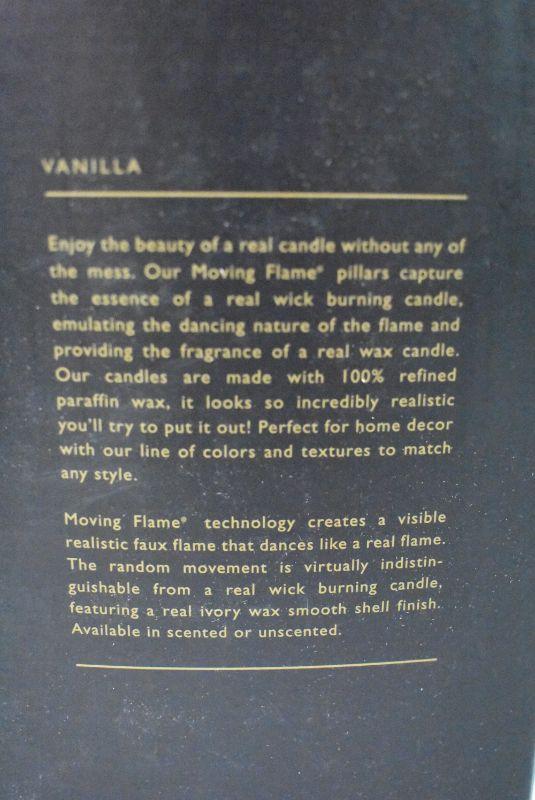 VANILLA
Enjoy the beauty of a real candle without any of
the mess. Our Moving Flame® pillars capture
the essence of a real wick burning candle,
emulating the dancing nature of the flame and
providing the fragrance of a real wax candle.
Our candles are made with 100% refined
paraffin wax, it looks so incredibly realistic
you'll try to put it out! Perfect for home decor
with our line of colors and textures to match
any style.
Moving Flame® technology creates a visible
realistic faux flame that dances like a real flame.
The random movement is virtually indistin-
guishable from a real wick burning candle,
featuring a real ivory wax smooth shell finish.
Available in scented or unscented.